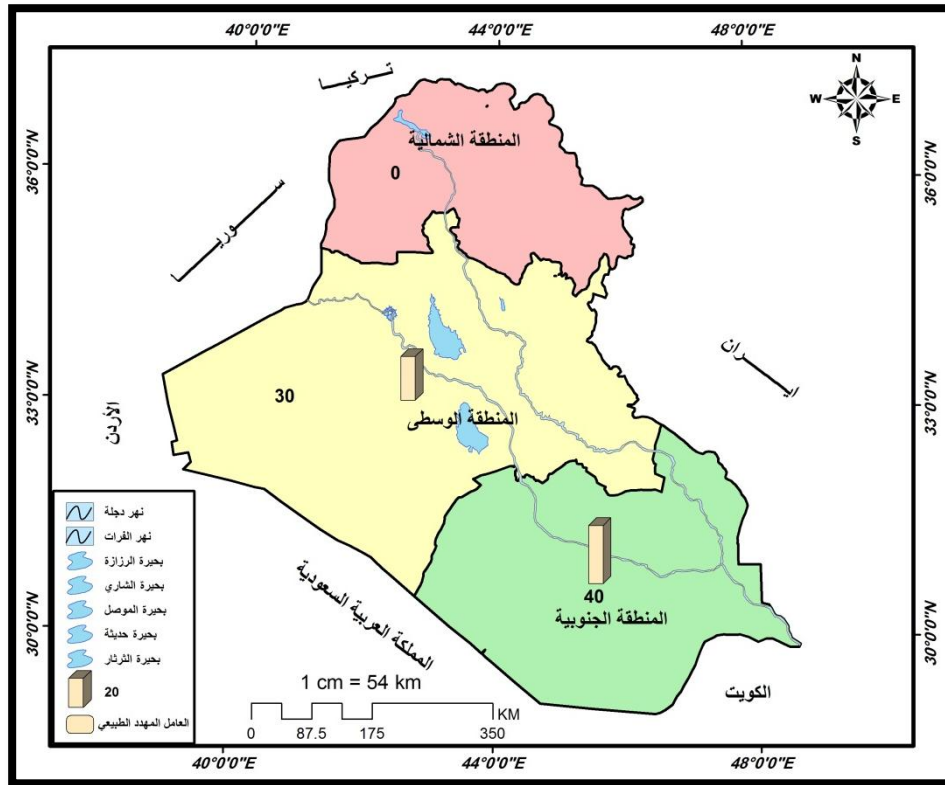 40°0'0"E 44°0'0"E 48°0'0"E
تـركيـــا
N
W E
S
المنطقة الشمالية
36°0'0"N
36°0'0"N
0
ســـوريـــا
إيـــران
33°0'0"N
33°0'0"N
30
المنطقة الوسطى
الأردن
نهر دجلة
نهر الفرات
بحيرة الرزازة
بحيرة الشاري
بحيرة الموصل
بحيرة حديثة
بحيرة الثرثار
20
العامل المهدد الطبيعي
المملكة العربية السعودية
40
المنطقة الجنوبية
30°0'0"N
30°0'0"N
الكويت
1 cm = 54 km
KM
0 87.5 175 350
40°0'0"E 44°0'0"E 48°0'0"E